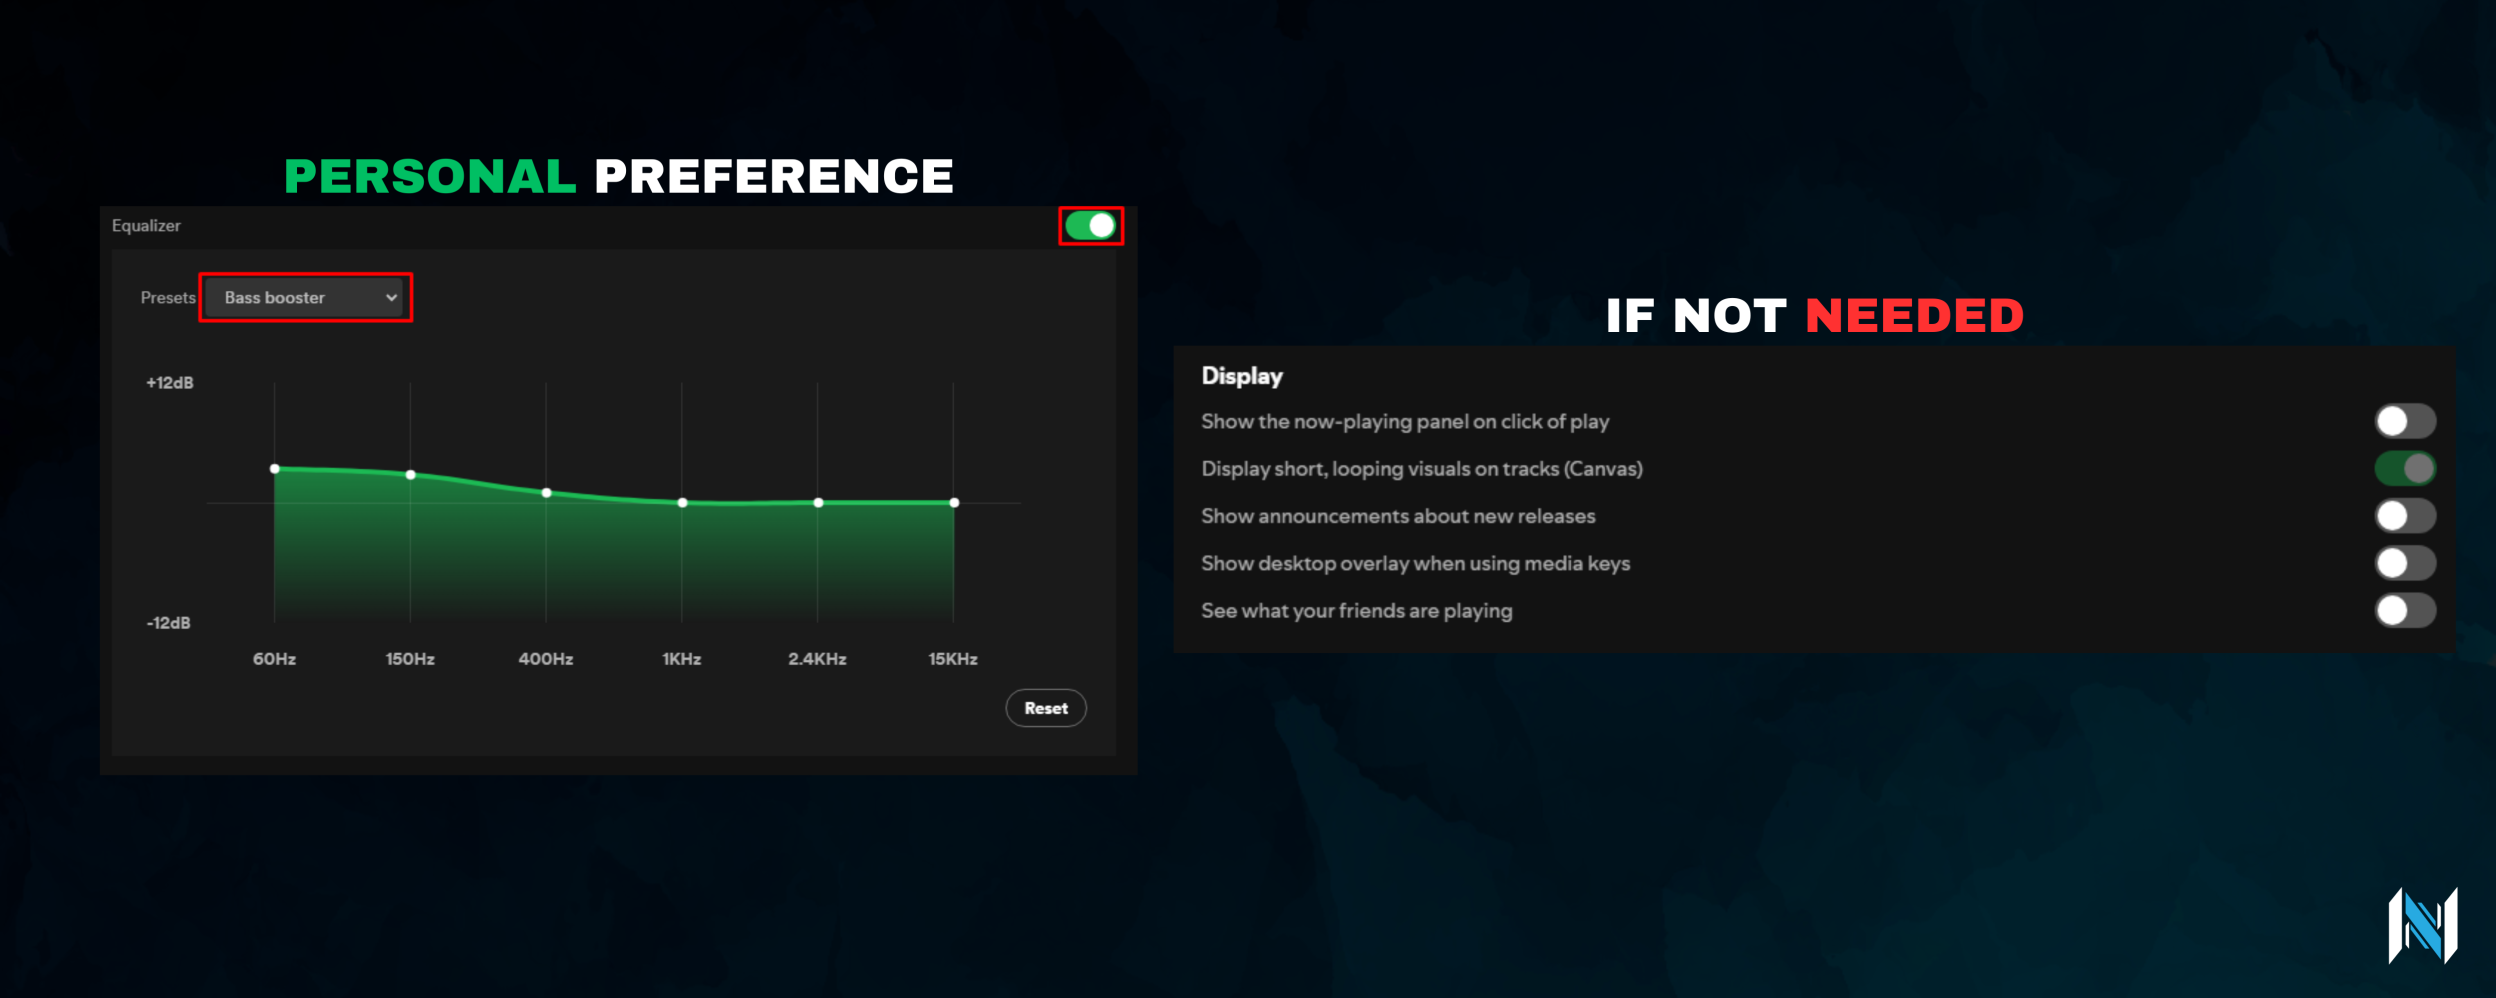 PERSONAL PREFERENCE
Equalizer
Presets Bass booster
+12dB
-12dB
60Hz 150Hz 400Hz 1KHz 2.4KHz 15KHz
Reset
IF NOT NEEDED
Display
Show the now-playing panel on click of play
Display short, looping visuals on tracks (Canvas)
Show announcements about new releases
Show desktop overlay when using media keys
See what your friends are playing
N